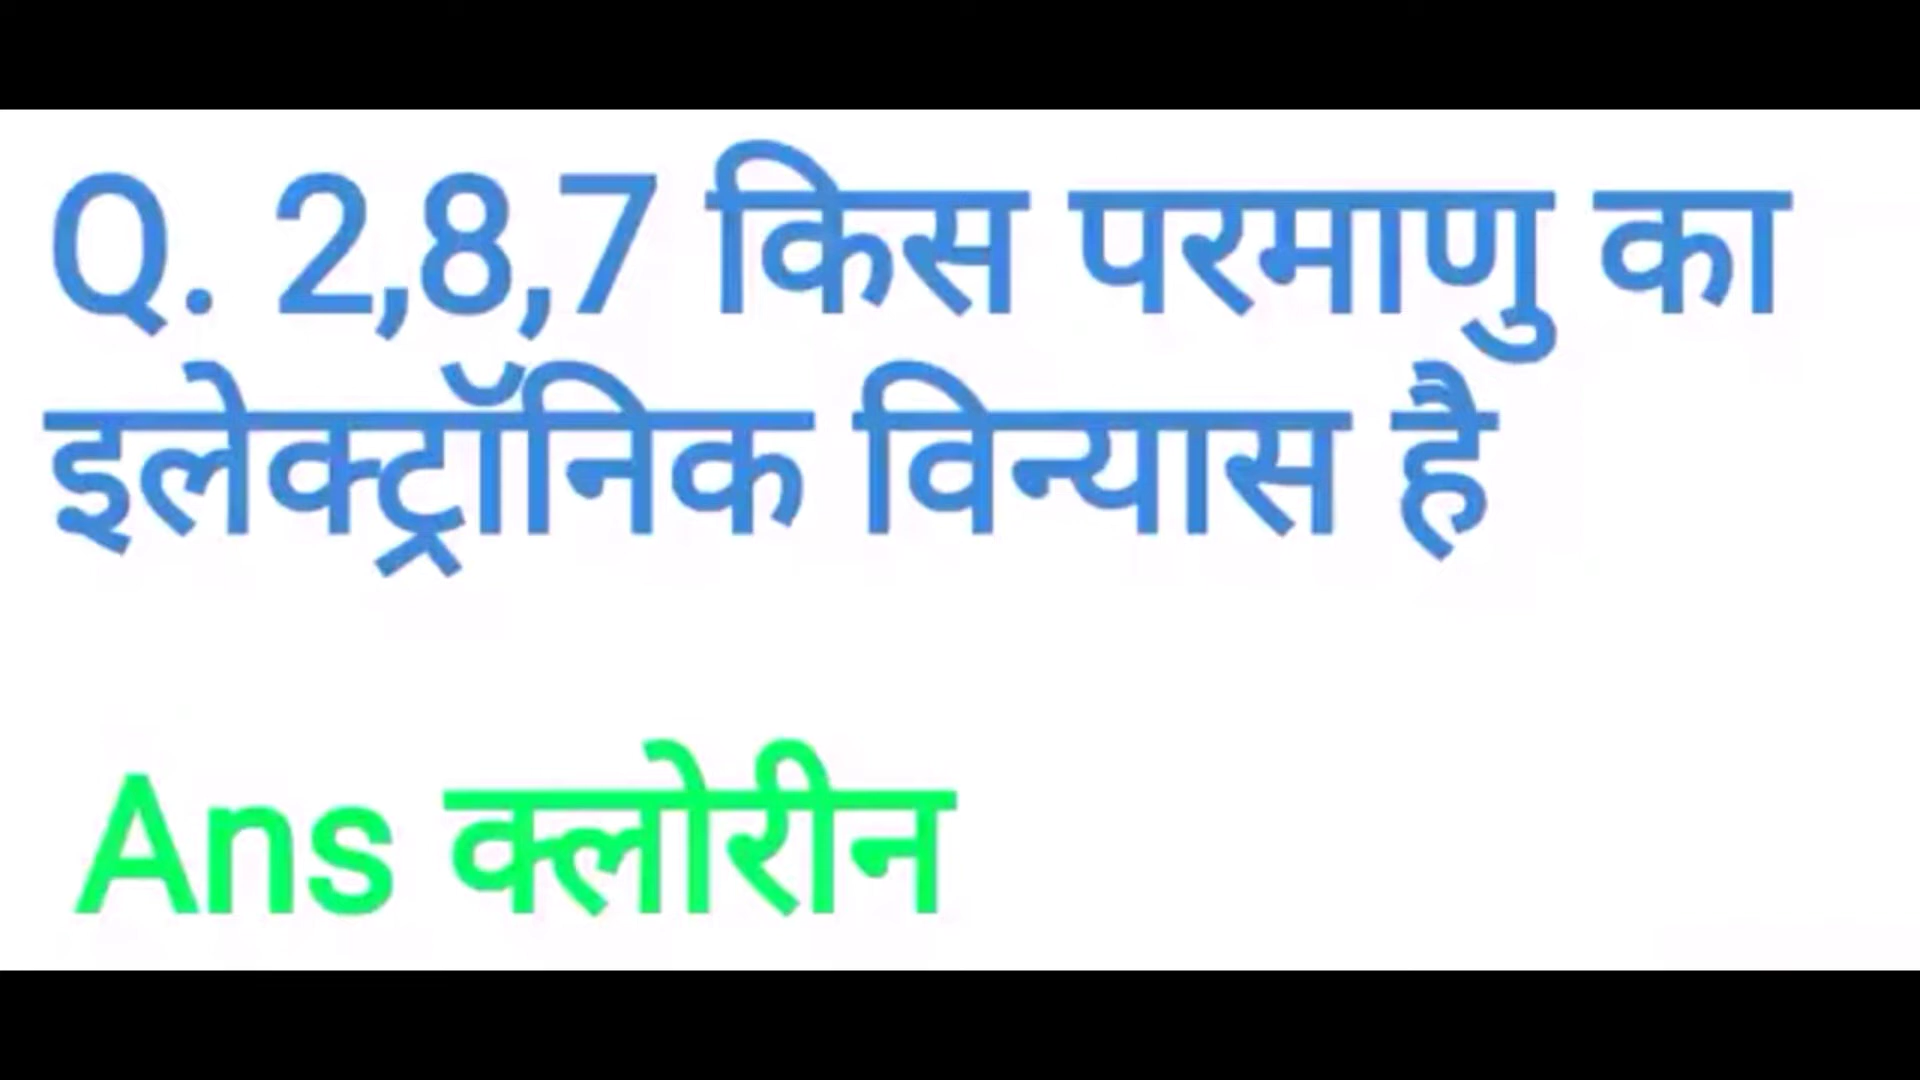 Q. 2,8,7 किस परमाणु का
इलेक्ट्रॉनिक विन्यास है
Ans क्लोरीन